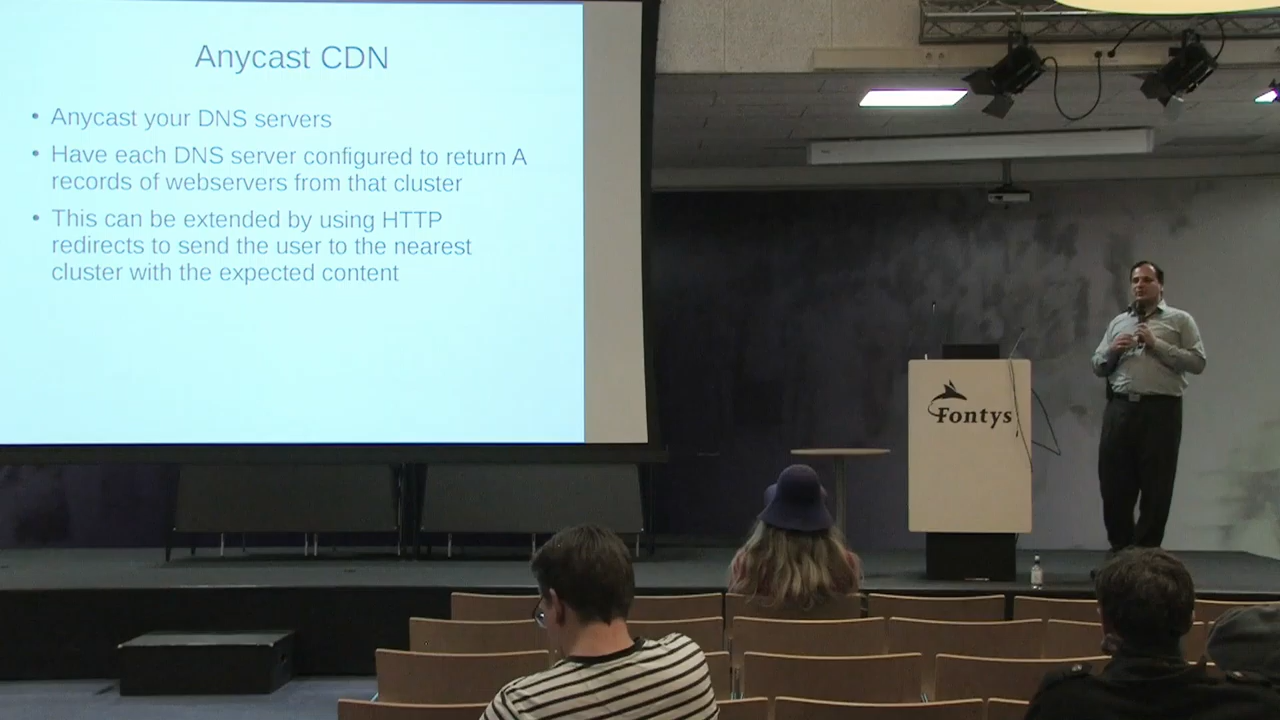 Anycast CDN
• Anycast your DNS servers
• Have each DNS server configured to return A
records of webservers from that cluster
• This can be extended by using HTTP
redirects to send the user to the nearest
cluster with the expected content
Fontys